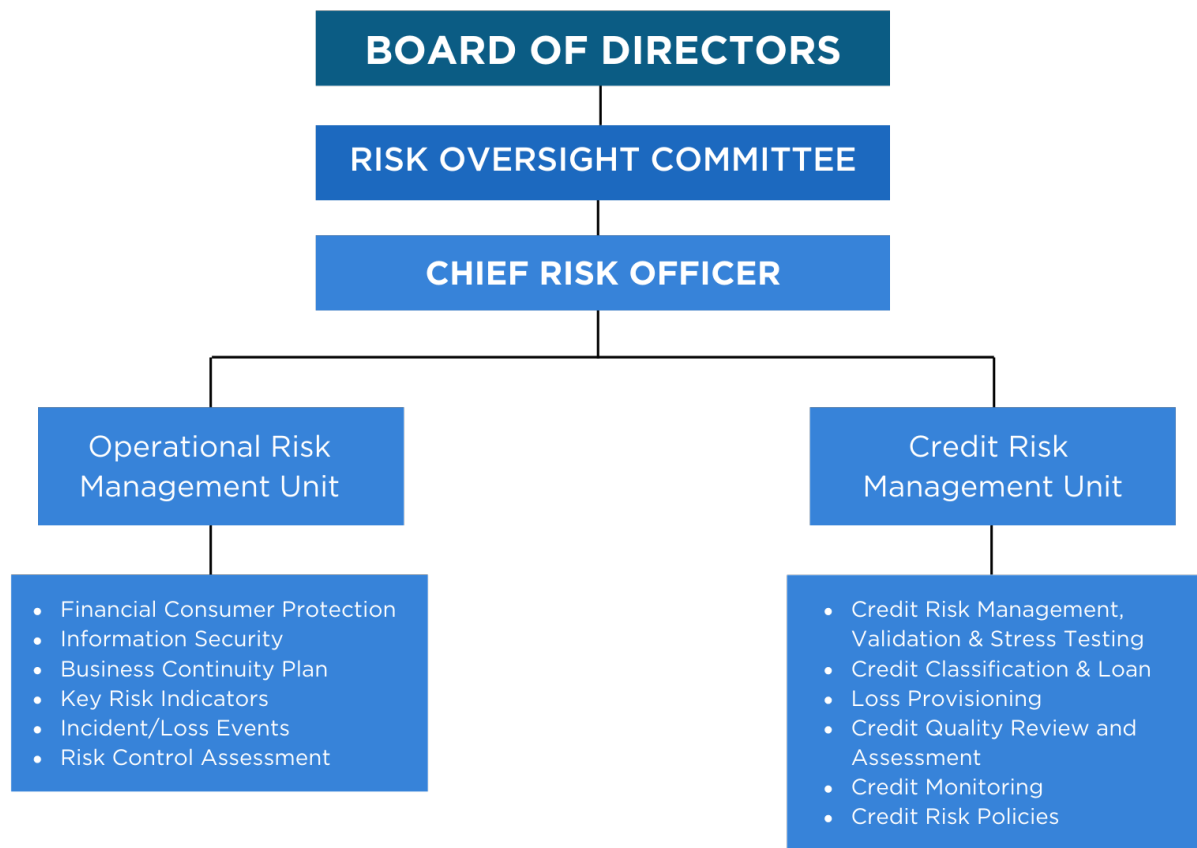 BOARD OF DIRECTORS
RISK OVERSIGHT COMMITTEE
CHIEF RISK OFFICER
Operational Risk
Management Unit
• Financial Consumer Protection
• Information Security
• Business Continuity Plan
• Key Risk Indicators
• Incident/Loss Events
• Risk Control Assessment
Credit Risk
Management Unit
• Credit Risk Management,
Validation & Stress Testing
• Credit Classification & Loan
• Loss Provisioning
• Credit Quality Review and
Assessment
• Credit Monitoring
• Credit Risk Policies